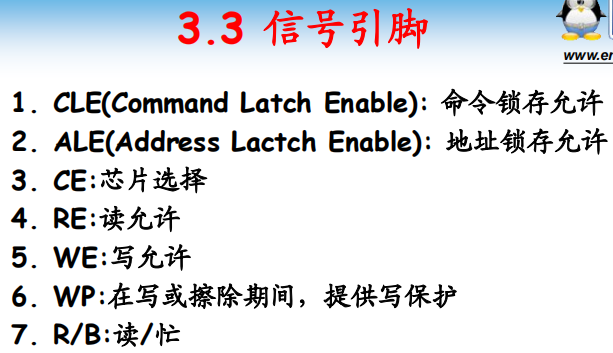 3.3 信号引脚
www.en
1. CLE(Command Latch Enable): 命令锁存允许
2. ALE(Address Lactch Enable): 地址锁存允许
3. CE:芯片选择
4. RE:读允许
5. WE:写允许
6. WP:在写或擦除期间，提供写保护
7. R/B:读/忙